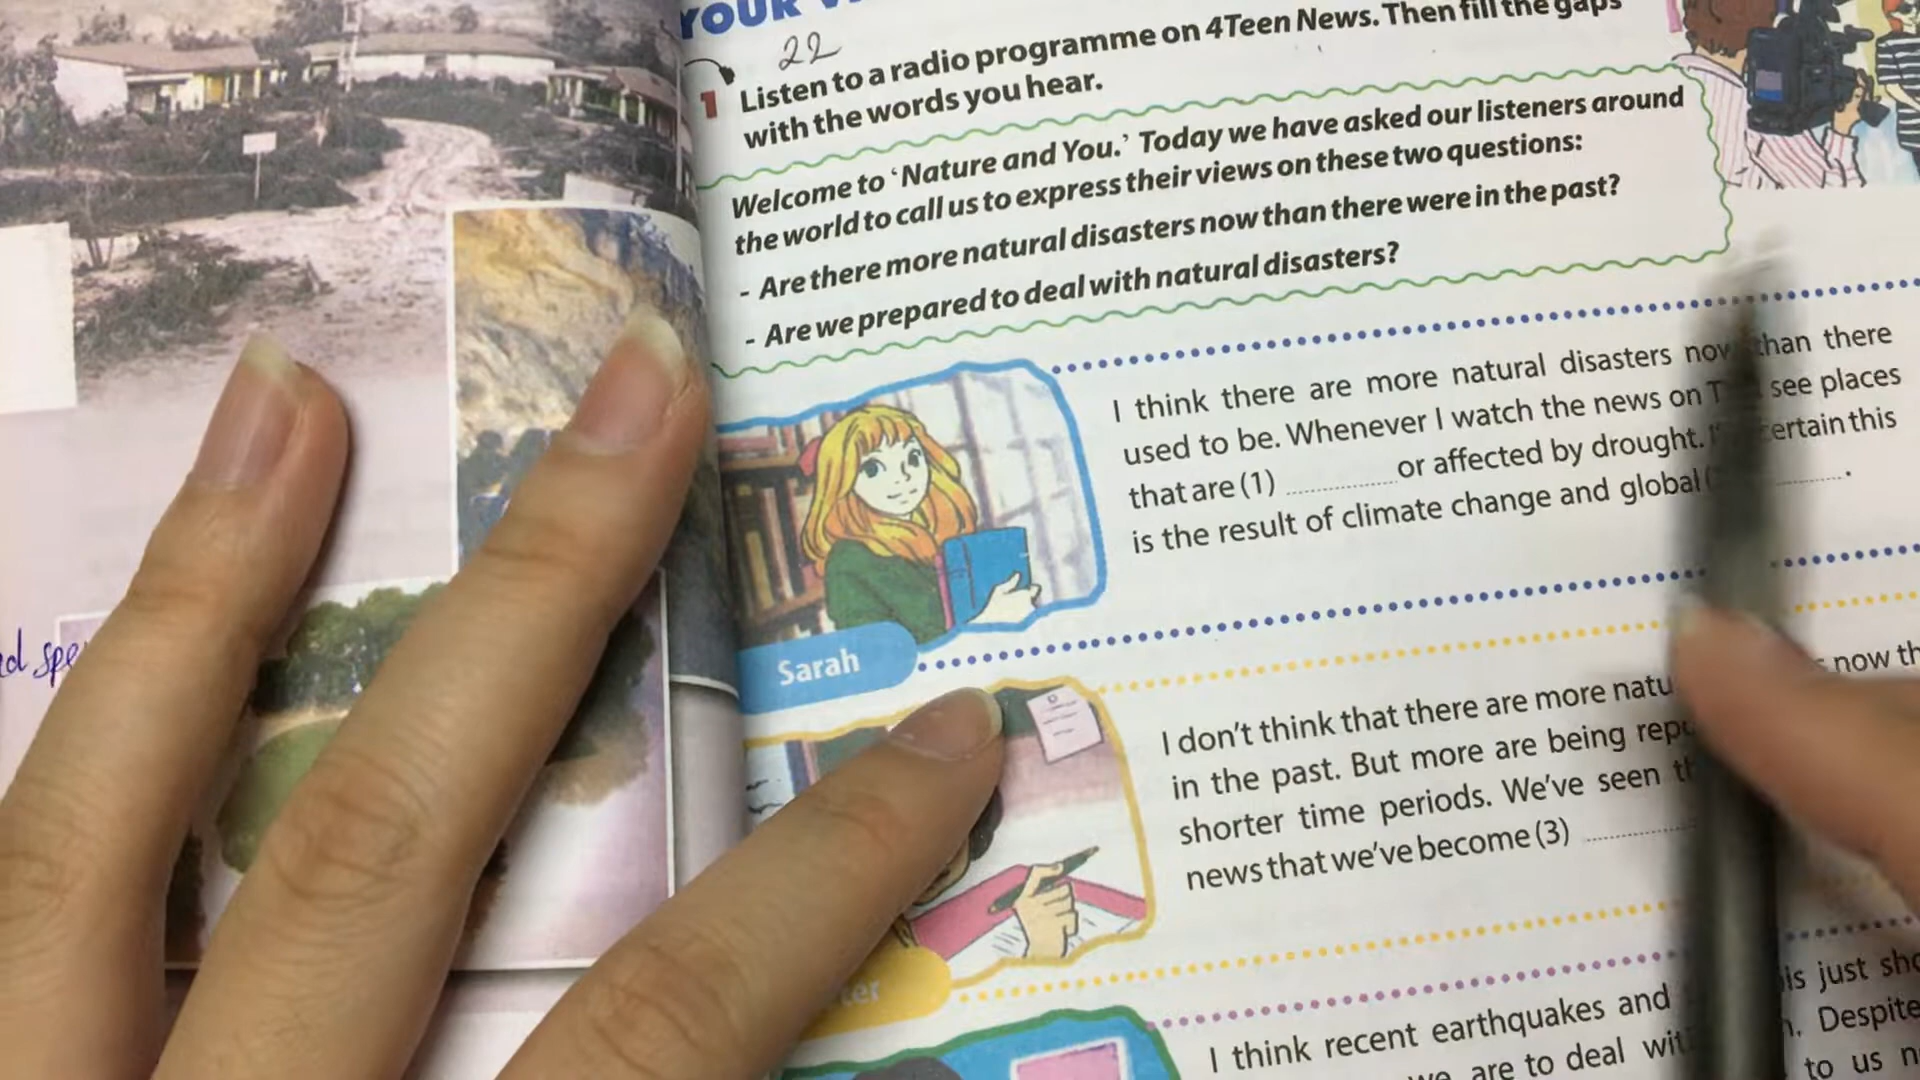 YOUR
22
1 Listen to a radio programme on 4Teen News. Then fill the gaps
with the words you hear.
Welcome to 'Nature and You.' Today we have asked our listeners around
the world to call us to express their views on these two questions:
- Are there more natural disasters now than there were in the past?
- Are we prepared to deal with natural disasters?
I think there are more natural disasters now than there
used to be. Whenever I watch the news on see places
that are (1) .......... or affected by drought. certain this
is the result of climate change and global ..........
Sarah
I don't think that there are more now
in the past. But more are being
shorter time periods. We've seen
news that we've become (3) ..........
I think recent earthquakes and is just
are to deal Despite
to us